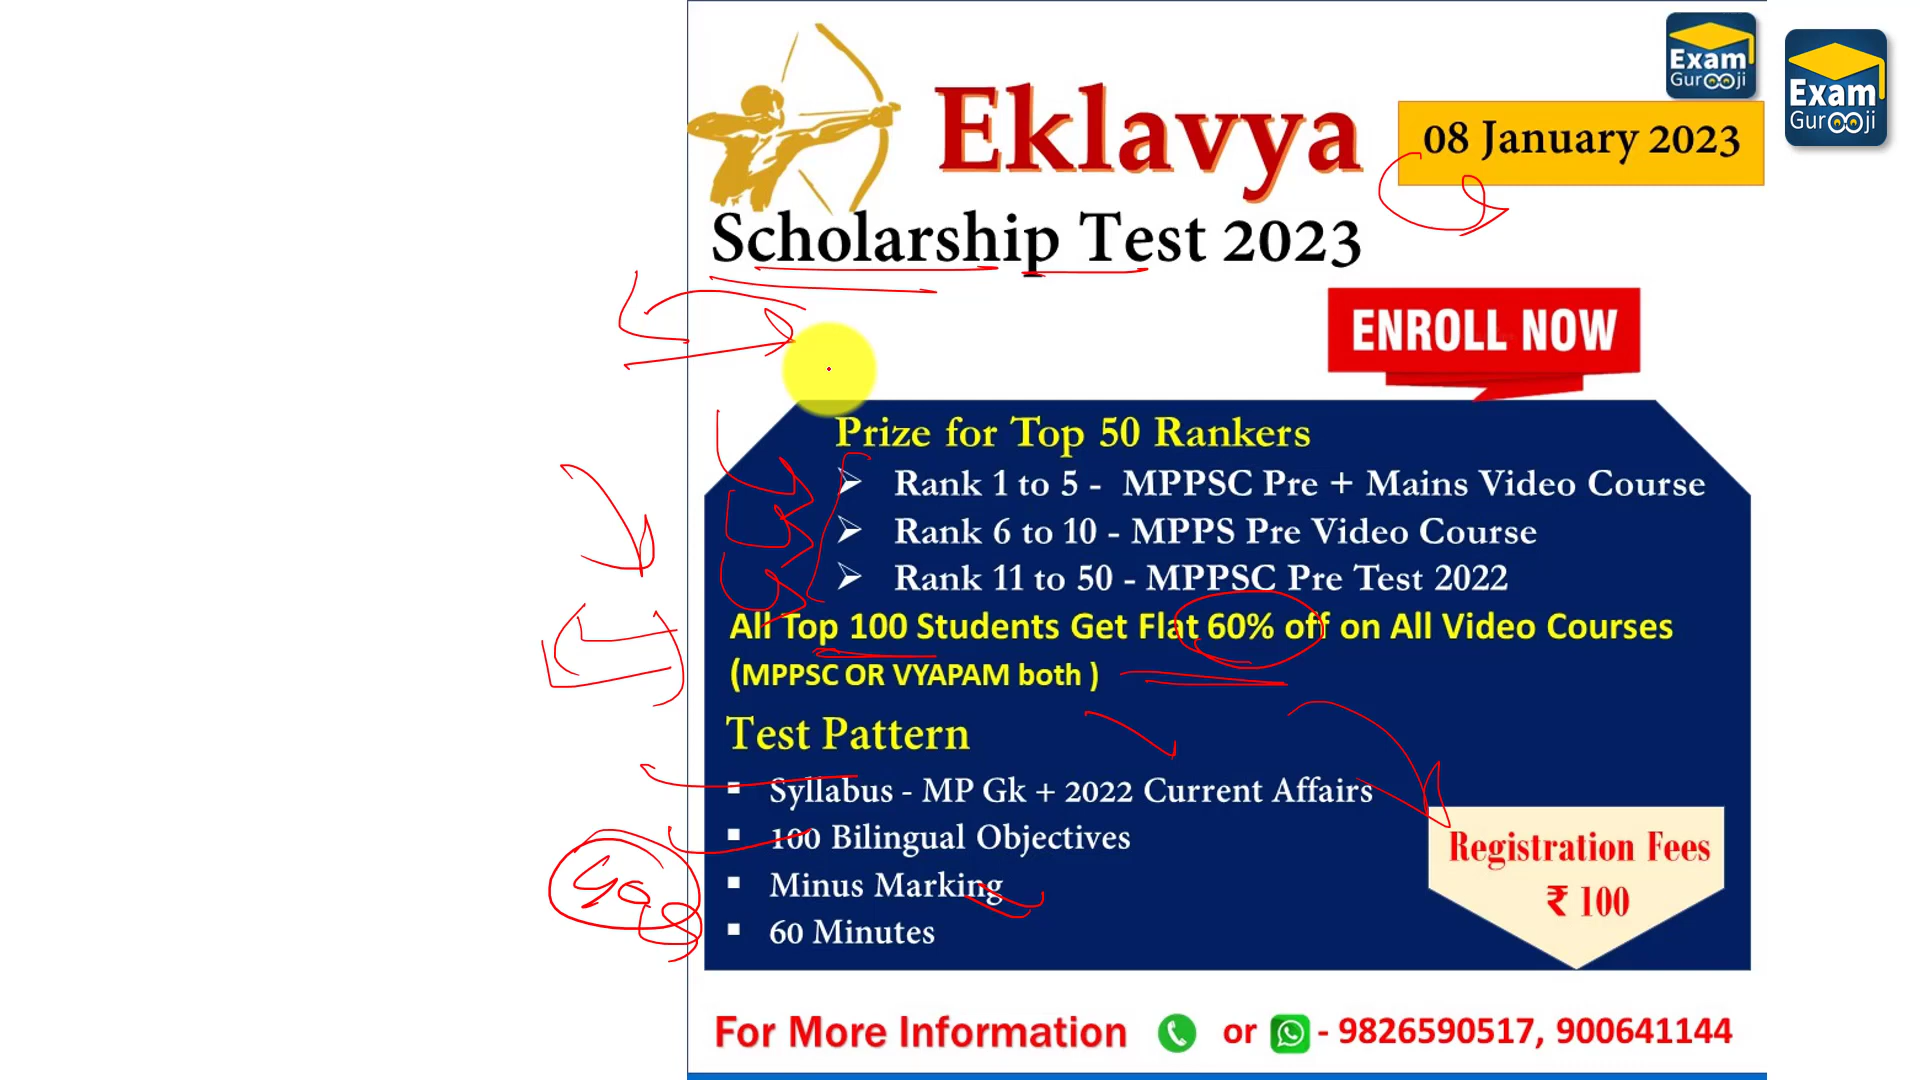 Exam
Gurooji
Exam
Gurooji
Eklavya
08 January 2023
Scholarship Test 2023
ENROLL NOW
Prize for Top 50 Rankers
Rank 1 to 5 - MPPSC Pre + Mains Video Course
Rank 6 to 10 - MPPS Pre Video Course
Rank 11 to 50 - MPPSC Pre Test 2022
All Top 100 Students Get Flat 60% off on All Video Courses
(MPPSC OR VYAPAM both )
Test Pattern
Syllabus - MP Gk + 2022 Current Affairs
100 Bilingual Objectives
Minus Marking
60 Minutes
Registration Fees
₹ 100
For More Information or - 9826590517, 900641144